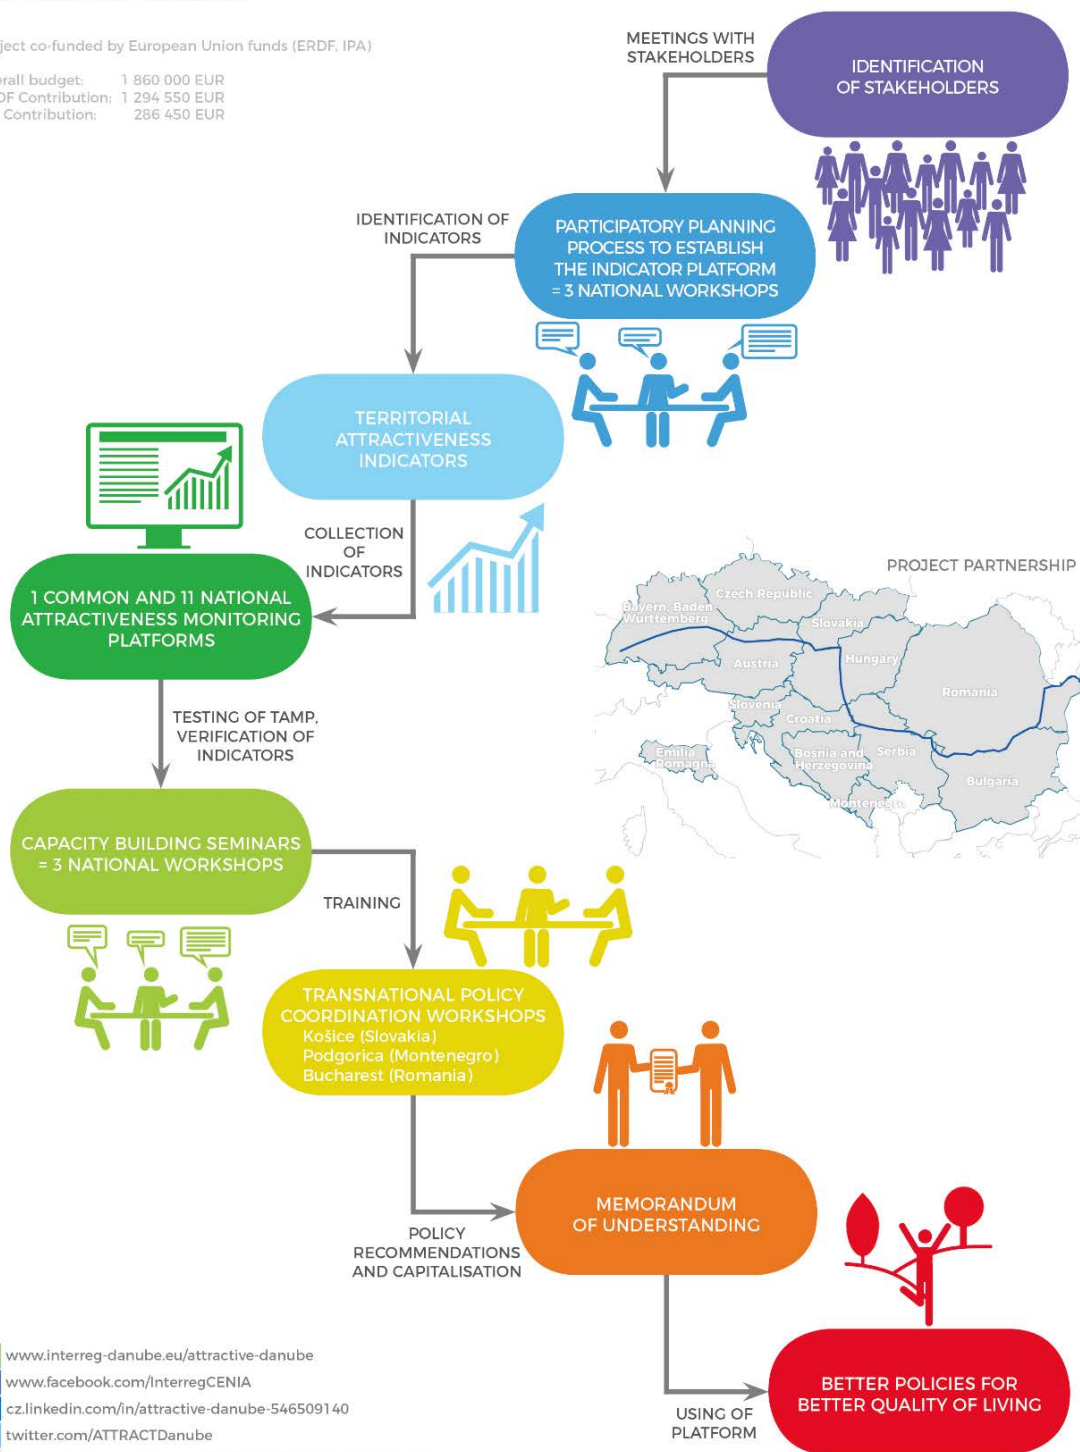 ject co-funded by European Union funds (ERDF, IPA)
erall budget: 1 860 000 EUR
DF Contribution: 1 294 550 EUR
Contribution: 286 450 EUR
MEETINGS WITH
STAKEHOLDERS
IDENTIFICATION
OF STAKEHOLDERS
IDENTIFICATION OF
INDICATORS
PARTICIPATORY PLANNING
PROCESS TO ESTABLISH
THE INDICATOR PLATFORM
= 3 NATIONAL WORKSHOPS
TERRITORIAL
ATTRACTIVENESS
INDICATORS
COLLECTION
OF
INDICATORS
1 COMMON AND 11 NATIONAL
ATTRACTIVENESS MONITORING
PLATFORMS
PROJECT PARTNERSHIP
Czech Republic
Bayern, Baden
Württemberg
Slovakia
Austria
Hungary
Romania
Slovenia
Croatia
Emilia
Romagna
Bosnia and
Herzegovina
Serbia
Bulgaria
Montenegro
TESTING OF TAMP,
VERIFICATION OF
INDICATORS
CAPACITY BUILDING SEMINARS
= 3 NATIONAL WORKSHOPS
TRAINING
TRANSNATIONAL POLICY
COORDINATION WORKSHOPS
Košice (Slovakia)
Podgorica (Montenegro)
Bucharest (Romania)
POLICY
RECOMMENDATIONS
AND CAPITALISATION
MEMORANDUM
OF UNDERSTANDING
USING OF
PLATFORM
BETTER POLICIES FOR
BETTER QUALITY OF LIVING
www.interreg-danube.eu/attractive-danube
www.facebook.com/InterregCENIA
cz.linkedin.com/in/attractive-danube-546509140
twitter.com/ATTRACTDanube